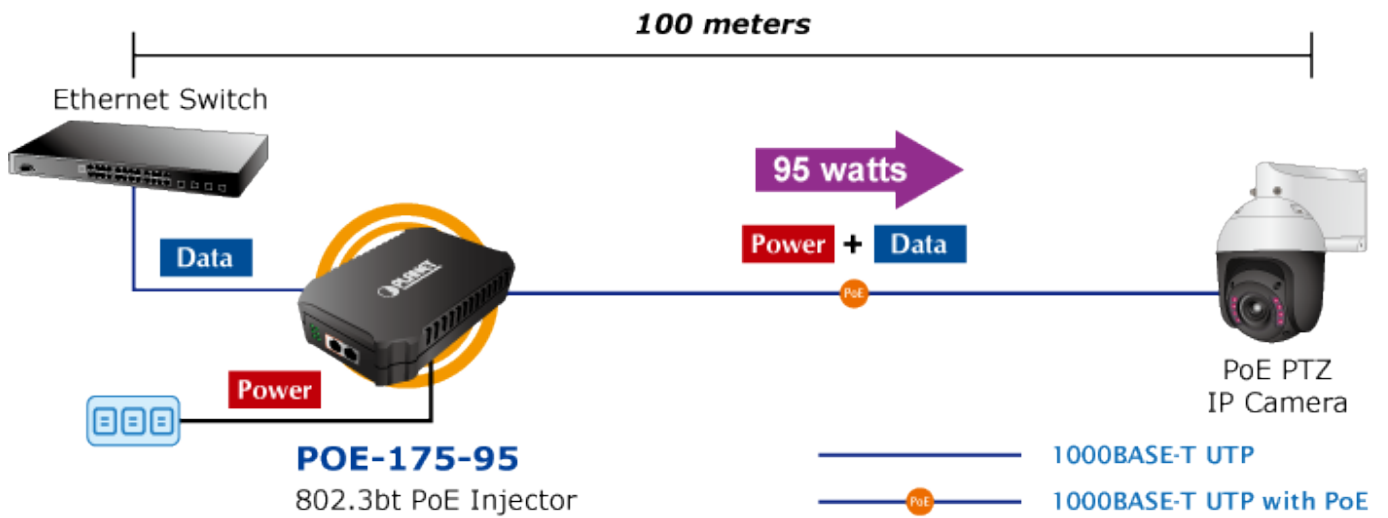 100 meters
Ethernet Switch
95 watts
Data
Power + Data
PLANET
PoE
Power
PoE PTZ
IP Camera
POE-175-95
802.3bt PoE Injector
1000BASE-T UTP
PoE
1000BASE-T UTP with PoE